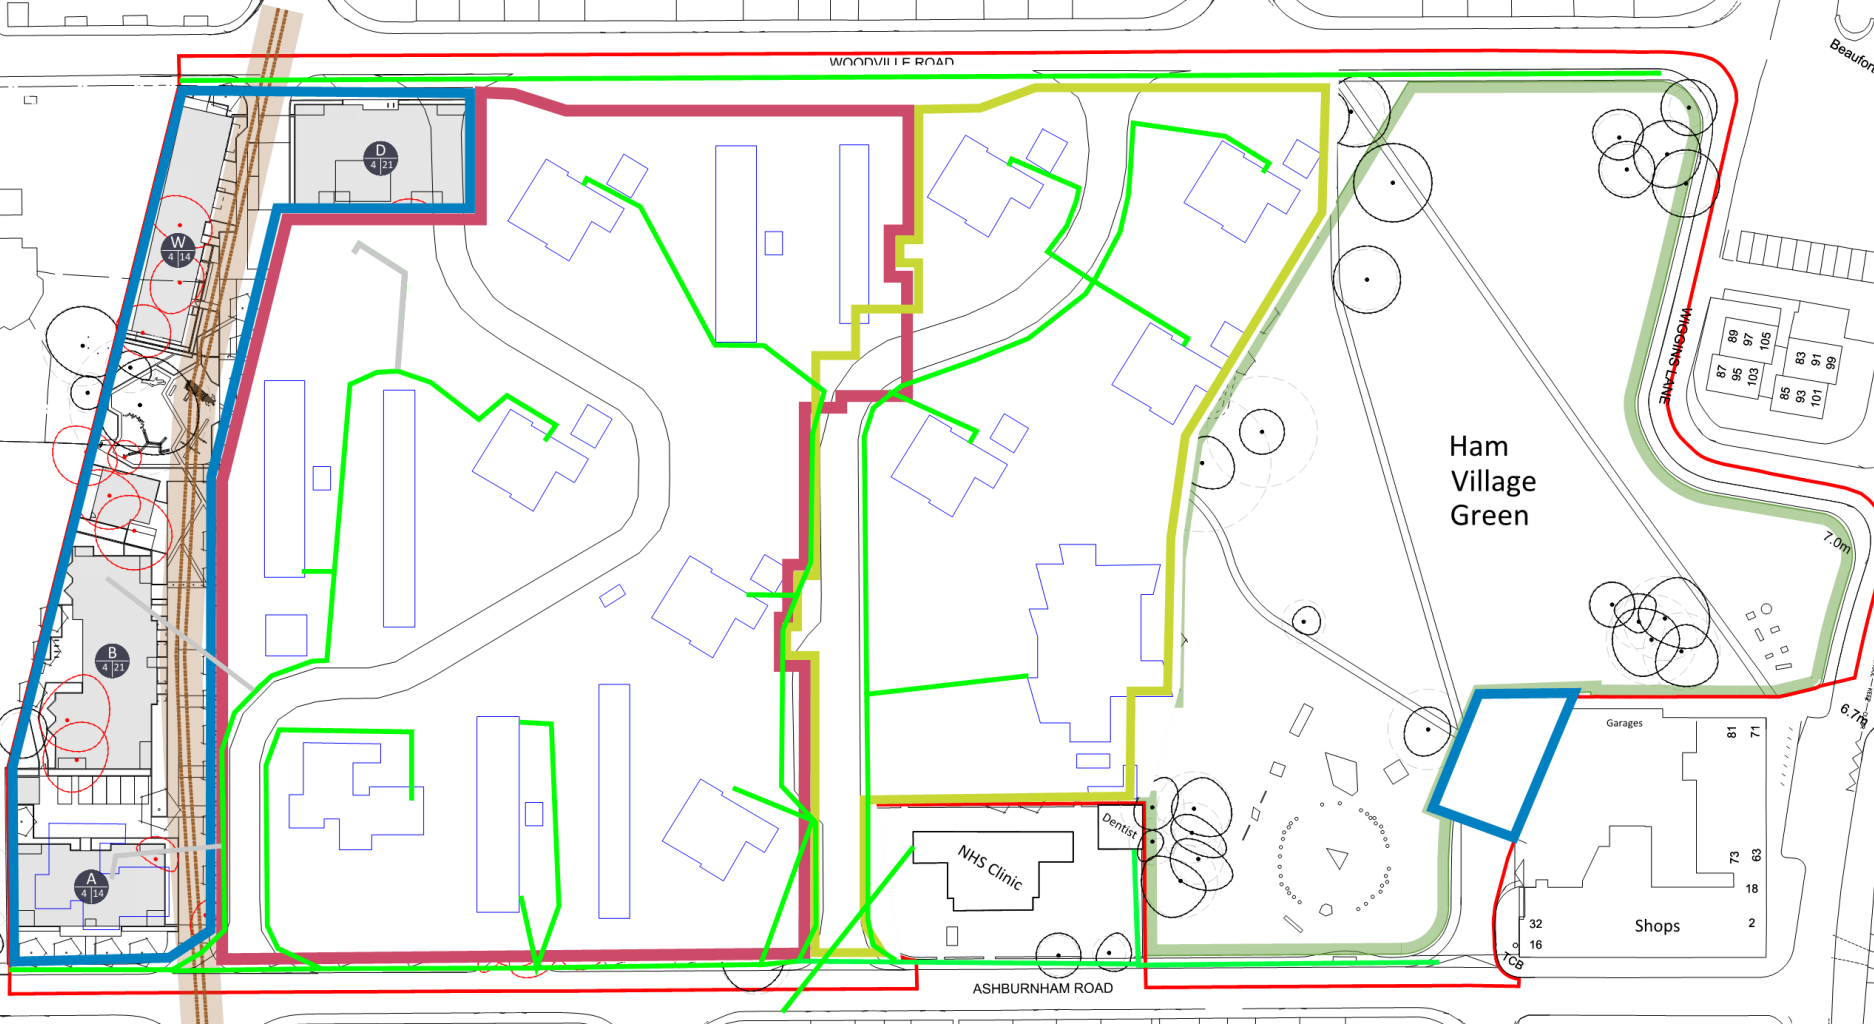 WOODVILLE ROAD
Beaufor
D
4 21
W
4 14
WIGGINS LANE
89
97
105
83
91
99
87
95
103
85
93
101
Ham
Village
Green
7.0m
6.7m
B
4 21
Garages
81
71
Dentist
NHS Clinic
73
63
A
4 14
18
32
Shops
2
16
TCB
ASHBURNHAM ROAD